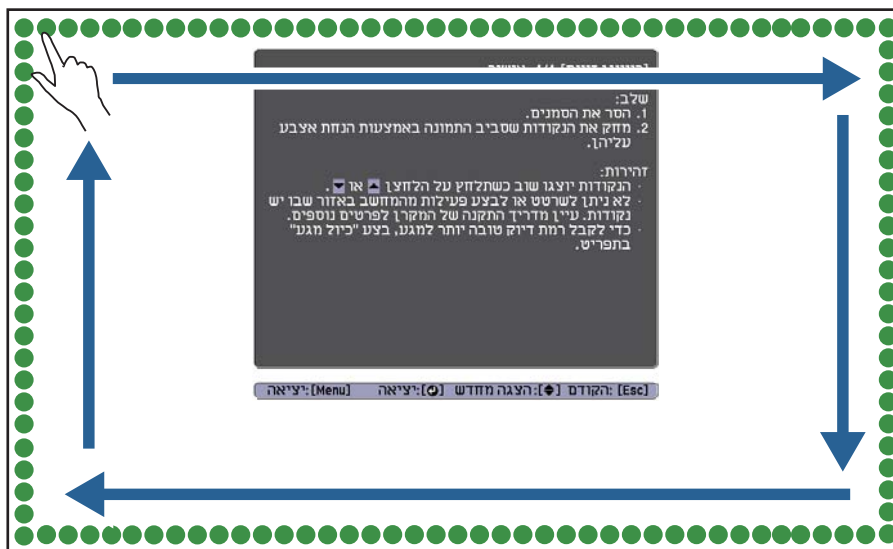 שלב:
1. הסר את הסמנים.
2. מחק את הנקודות שסביב התמונה באמצעות הנחת אצבע
עליהן.
זהירות:
· הנקודות יוצגו שוב כשתלחץ על הלחצן ▲ או ▼ .
· לא ניתן לשרטט או לבצע פעילות מהמחשב באזור שבו יש
נקודות. עיין מדריך התקנה של המקרן לפרטים נוספים.
· כדי לקבל רמת דיוק טובה יותר למגע, בצע "כיול מגע"
בתפריט.
[Esc] :הקודם [♦]:הצגה מחדש [⏎]:יציאה [Menu]:יציאה